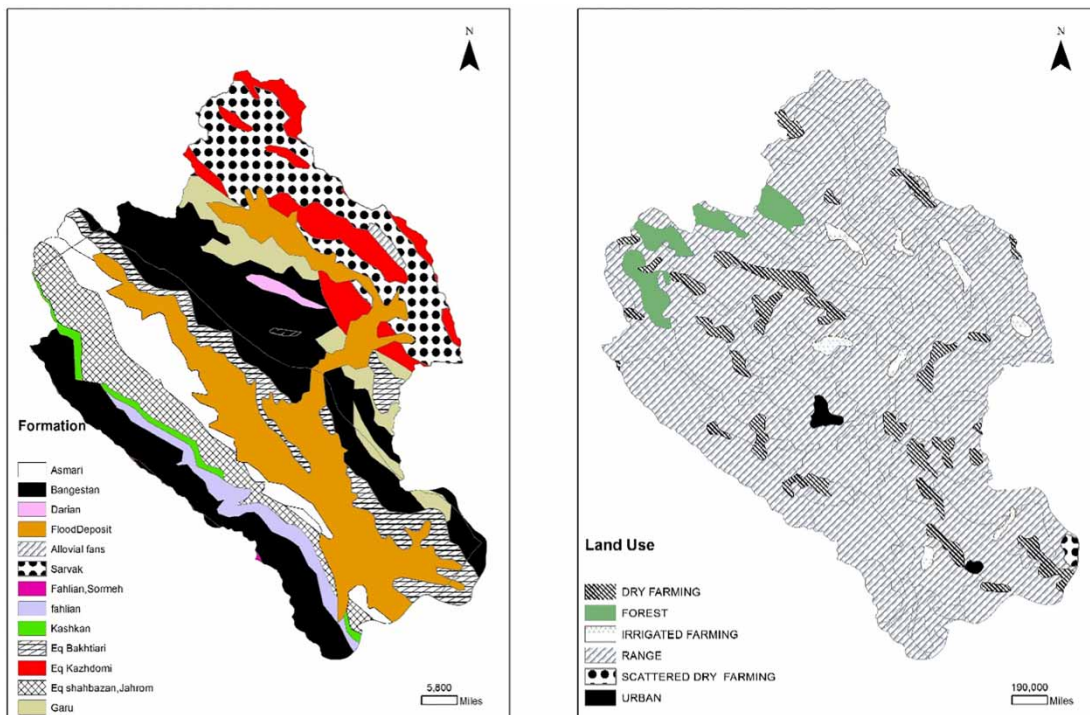 N
Formation
Asmari
Bangestan
Darian
FloodDeposit
Allovial fans
Sarvak
Fahlian,Sormeh
fahlian
Kashkan
Eq Bakhtiari
Eq Kazhdomi
Eq shahbazan,Jahrom
Garu
5,800
Miles
N
Land Use
DRY FARMING
FOREST
IRRIGATED FARMING
RANGE
SCATTERED DRY FARMING
URBAN
190,000
Miles